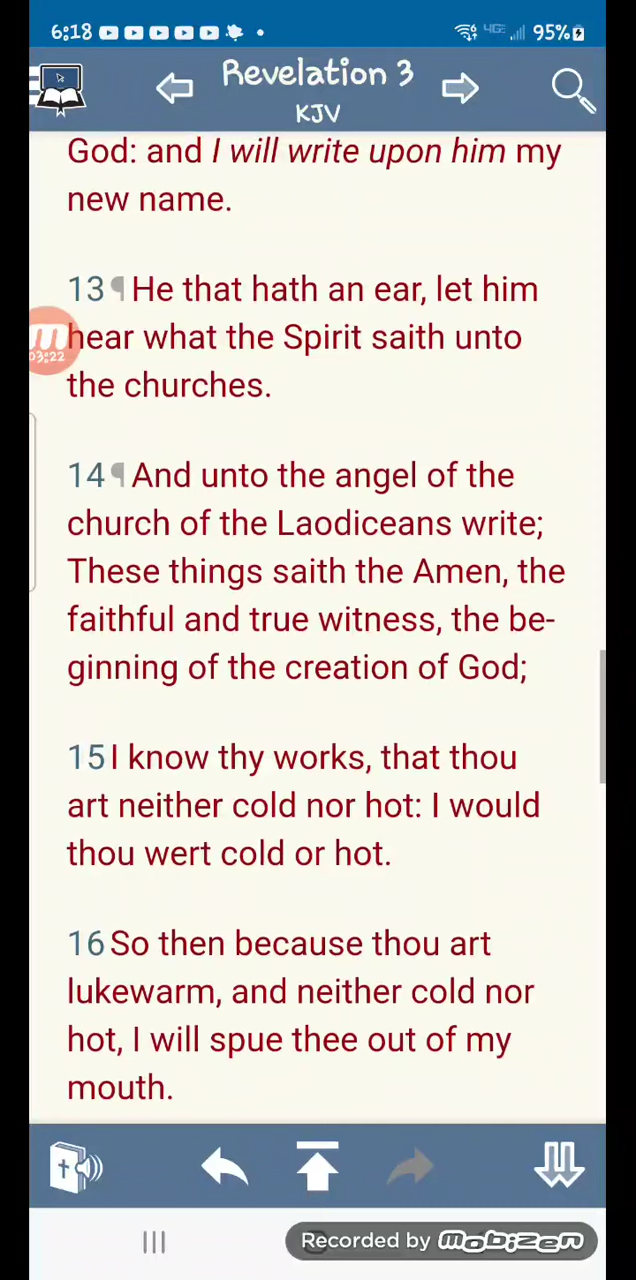 6:18 4GE 95%
Revelation 3
KJV
God: and I will write upon him my
new name.
13 ¶ He that hath an ear, let him
hear what the Spirit saith unto
the churches.
14 ¶ And unto the angel of the
church of the Laodiceans write;
These things saith the Amen, the
faithful and true witness, the be-
ginning of the creation of God;
15 I know thy works, that thou
art neither cold nor hot: I would
thou wert cold or hot.
16 So then because thou art
lukewarm, and neither cold nor
hot, I will spue thee out of my
mouth.
m
03:22
Recorded by mobizen